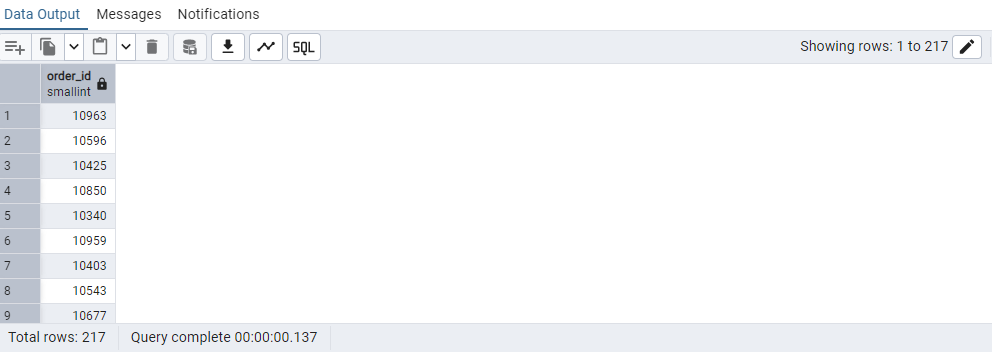 Data Output Messages Notifications
SQL Showing rows: 1 to 217
order_id
smallint
1 10963
2 10596
3 10425
4 10850
5 10340
6 10959
7 10403
8 10543
9 10677
Total rows: 217 Query complete 00:00:00.137